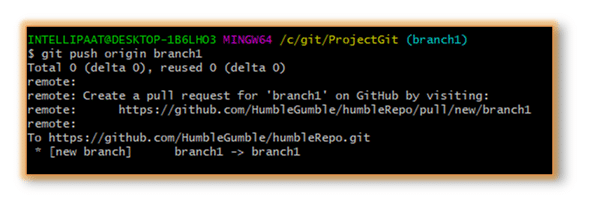 INTELLIPAAT@DESKTOP-1B6LHO3 MINGW64 /c/git/ProjectGit (branch1)
$ git push origin branch1
Total 0 (delta 0), reused 0 (delta 0)
remote:
remote: Create a pull request for 'branch1' on GitHub by visiting:
remote:      https://github.com/HumbleGumble/humbleRepo/pull/new/branch1
remote:
To https://github.com/HumbleGumble/humbleRepo.git
 * [new branch]      branch1 -> branch1